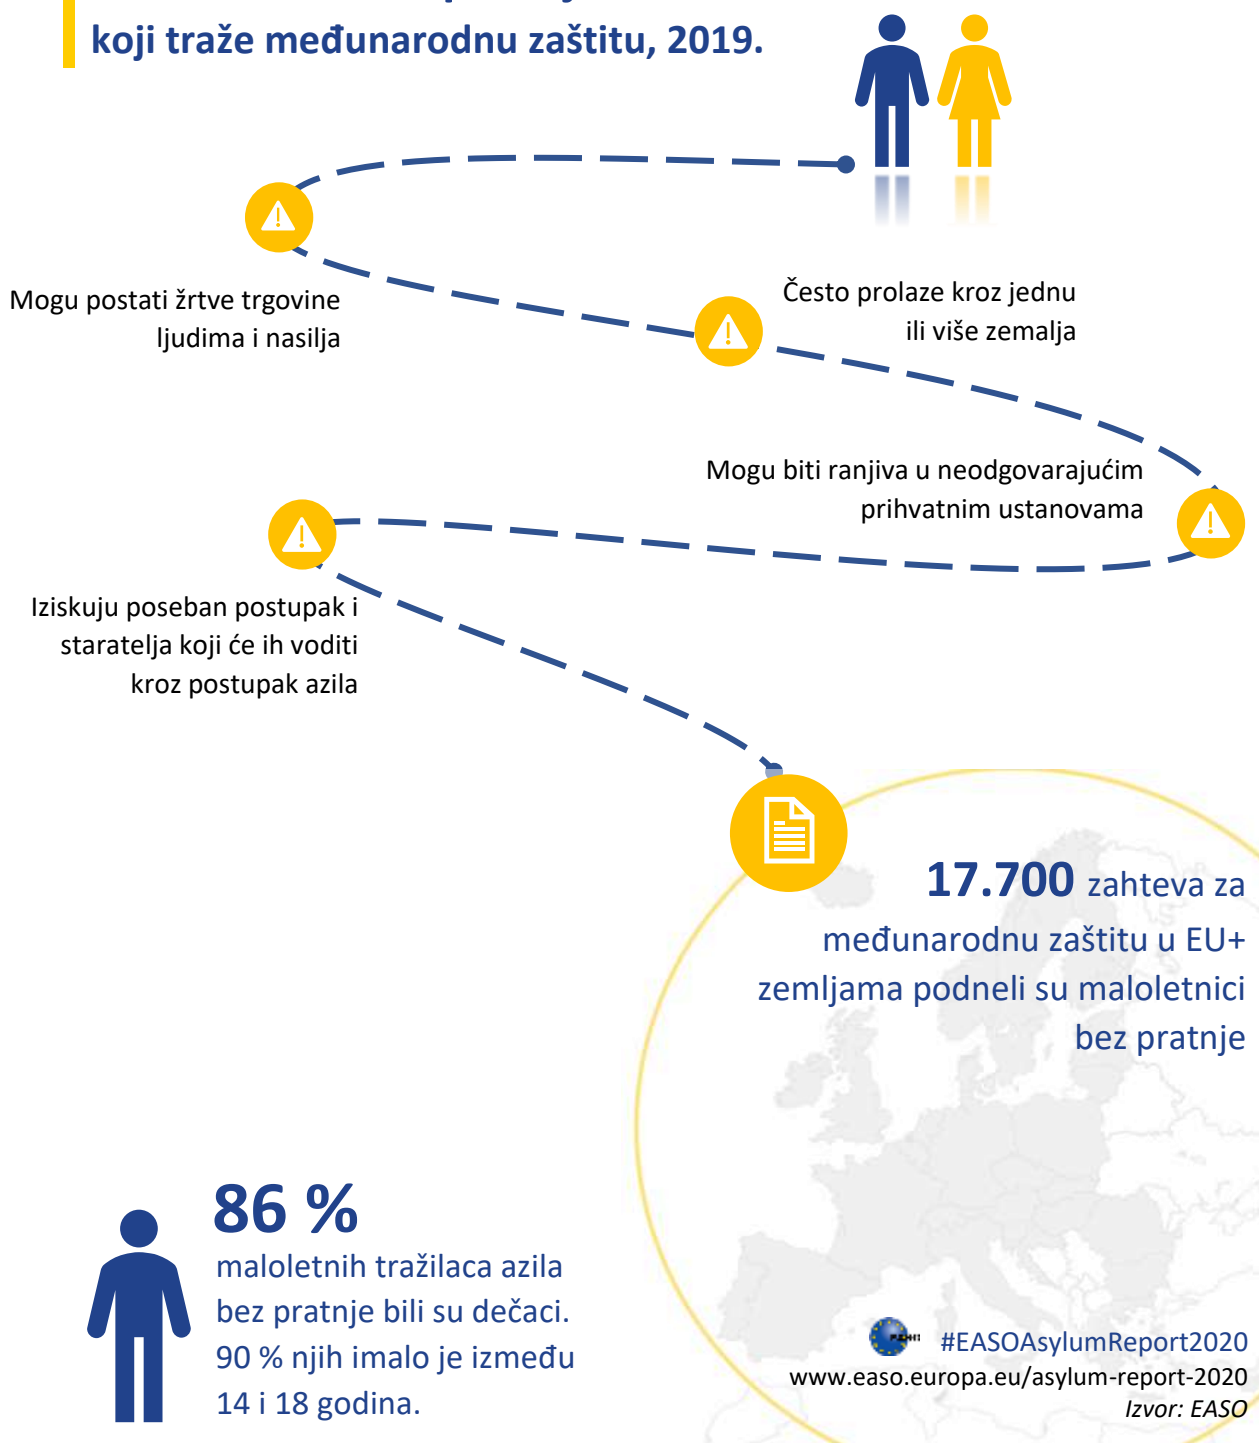 koji traže međunarodnu zaštitu, 2019.
Mogu postati žrtve trgovine
ljudima i nasilja
Često prolaze kroz jednu
ili više zemalja
Mogu biti ranjiva u neodgovarajućim
prihvatnim ustanovama
Iziskuju poseban postupak i
staratelja koji će ih voditi
kroz postupak azila
17.700 zahteva za
međunarodnu zaštitu u EU+
zemljama podneli su maloletnici
bez pratnje
86 %
maloletnih tražilaca azila
bez pratnje bili su dečaci.
90 % njih imalo je između
14 i 18 godina.
#EASOAsylumReport2020
www.easo.europa.eu/asylum-report-2020
Izvor: EASO